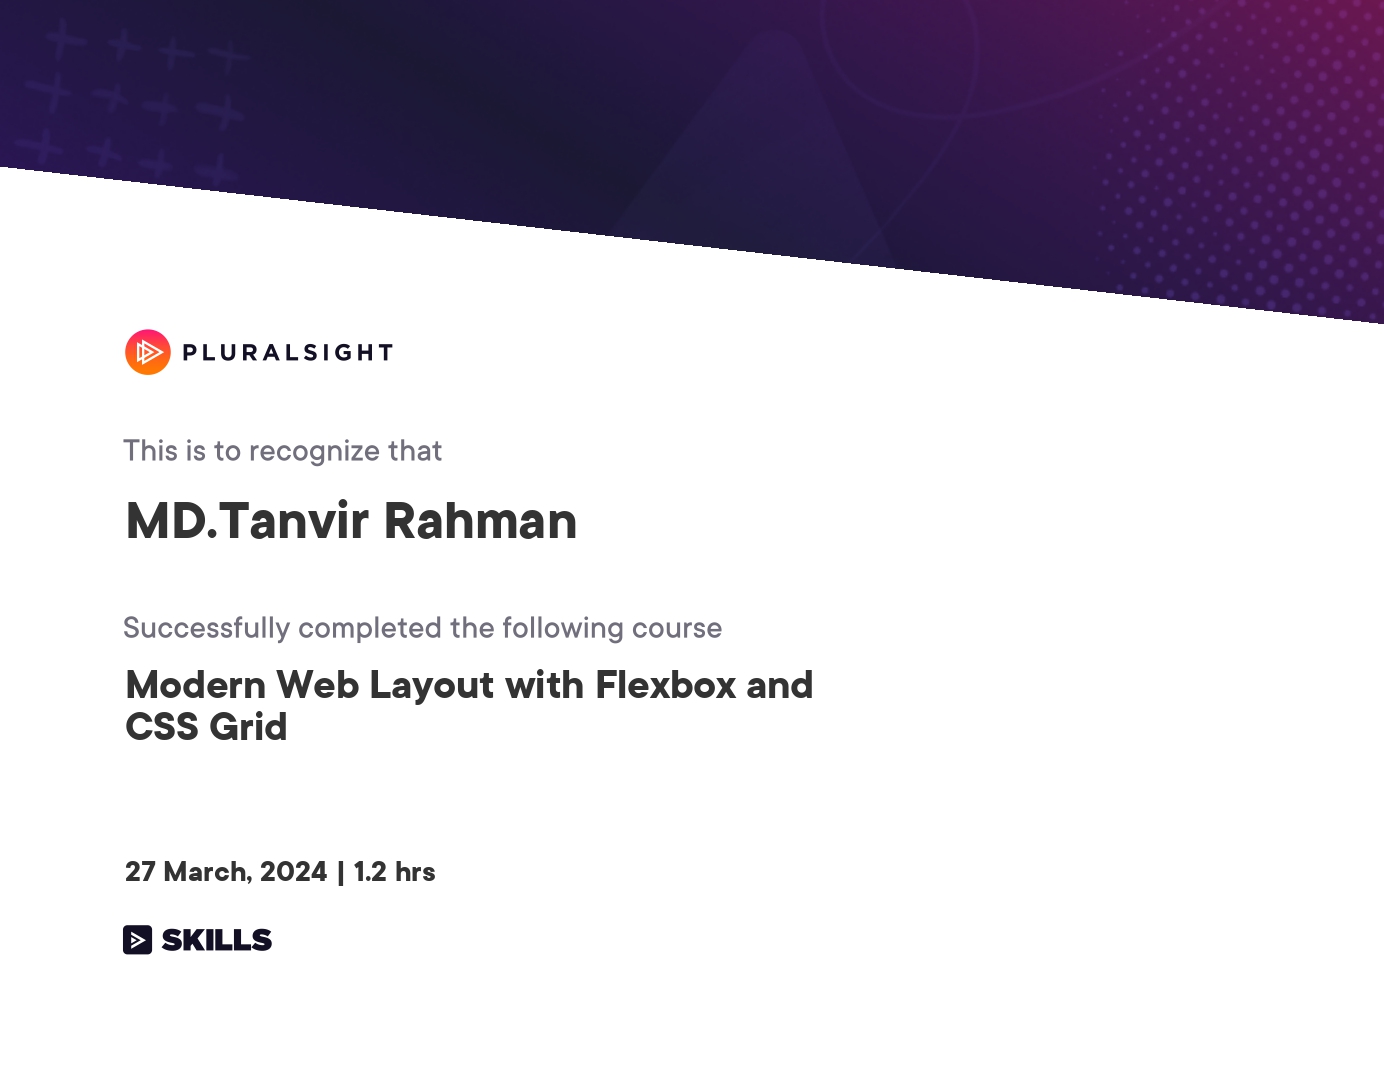 PLURALSIGHT
This is to recognize that
MD.Tanvir Rahman
Successfully completed the following course
Modern Web Layout with Flexbox and
CSS Grid
27 March, 2024 | 1.2 hrs
SKILLS